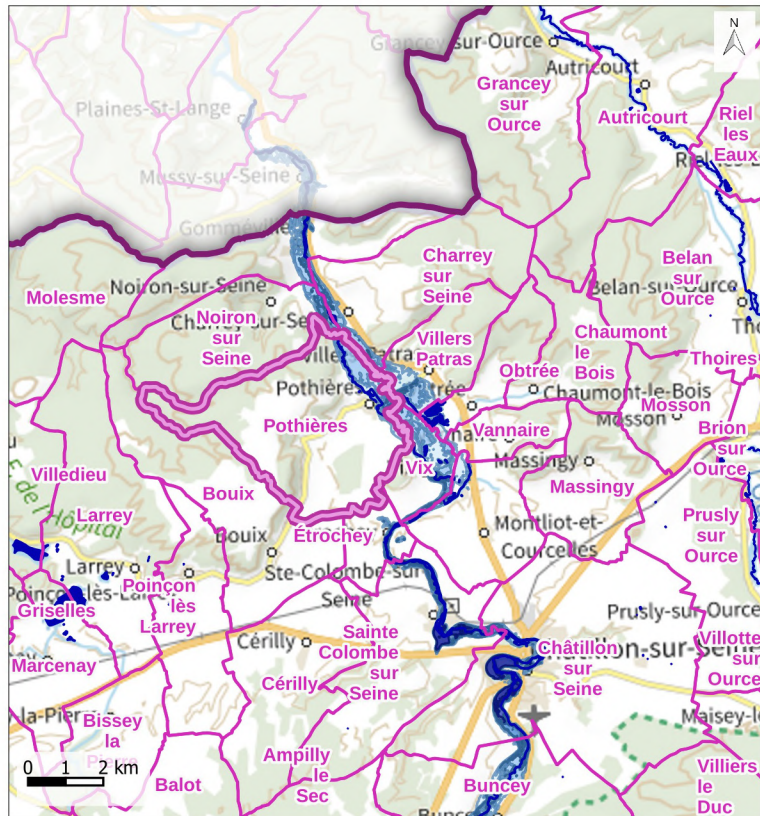 N
Grancey-sur-Ource
Autricourt
Grancey
sur
Ource
Plaines-St-Lange
Autricourt
Riel
les
Eaux
Mussy-sur-Seine
Gomméville
Charrey
sur
Seine
Belan
sur
Ource
Belan-sur-Ource
Molesme
Noiron-sur-Seine
Noiron
sur
Seine
Villers
Patras
Chaumont
le
Bois
Obtrée
Thoires
Pothières
Chaumont-le-Bois
Mosson
Mosson
Pothières
Vannaire
Brion
sur
Ource
Massingy
Vix
Villedieu
Bouix
Massingy
Larrey
Étrochey
Prusly
sur
Ource
Bouix
Montliot-et-
Courcelles
Larrey
Ste-Colombe-sur-
Seine
Poinçon
lès
Larrey
Griselles
Prusly-sur-Ource
Cérilly
Sainte
Colombe
sur
Seine
Châtillon
sur
Seine
Villotte
sur
Ource
Marcenay
Cérilly
Bissey
la
Pierre
Ampilly
le
Sec
Balot
Buncey
Villiers
le
Duc
0 1 2 km